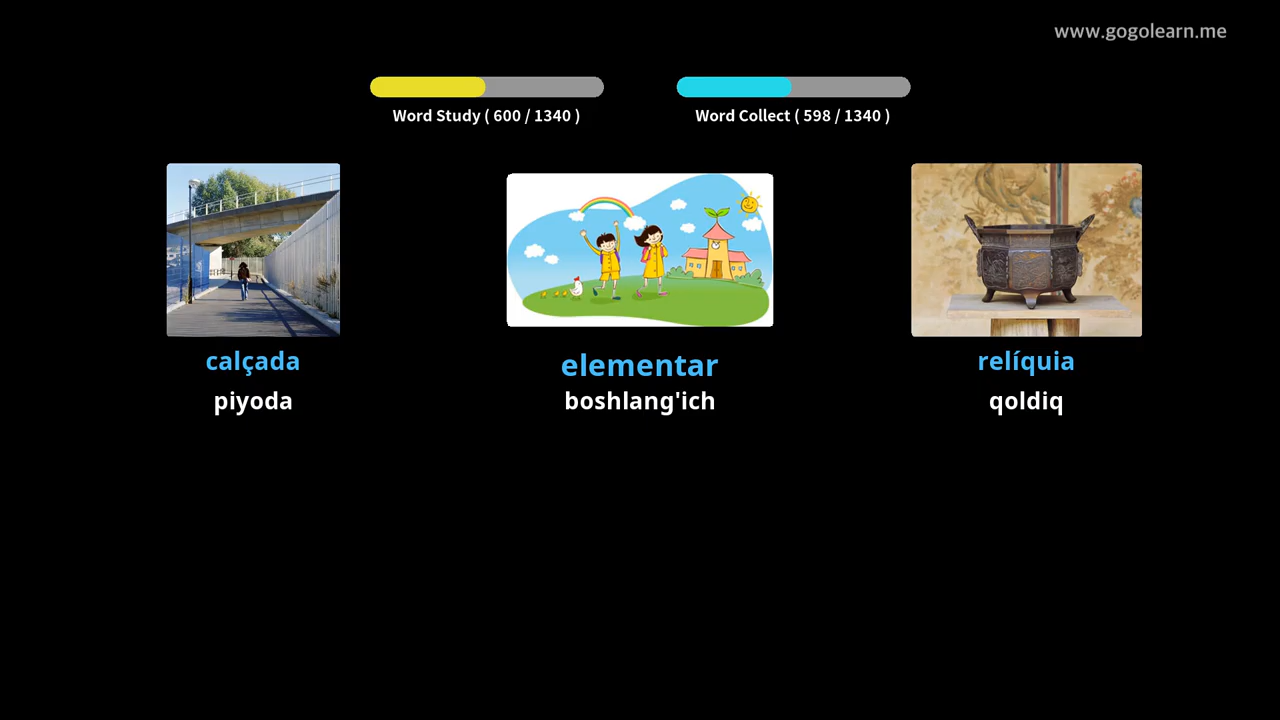 www.gogolearn.me
Word Study ( 600 / 1340 )
Word Collect ( 598 / 1340 )
calçada
piyoda
elementar
boshlang'ich
relíquia
qoldiq